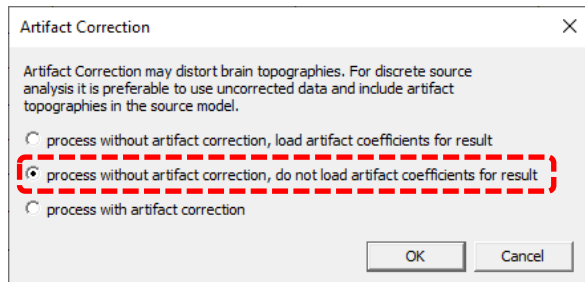 Artifact Correction
Artifact Correction may distort brain topographies. For discrete source
analysis it is preferable to use uncorrected data and include artifact
topographies in the source model.
process without artifact correction, load artifact coefficients for result
process without artifact correction, do not load artifact coefficients for result
process with artifact correction
OK Cancel